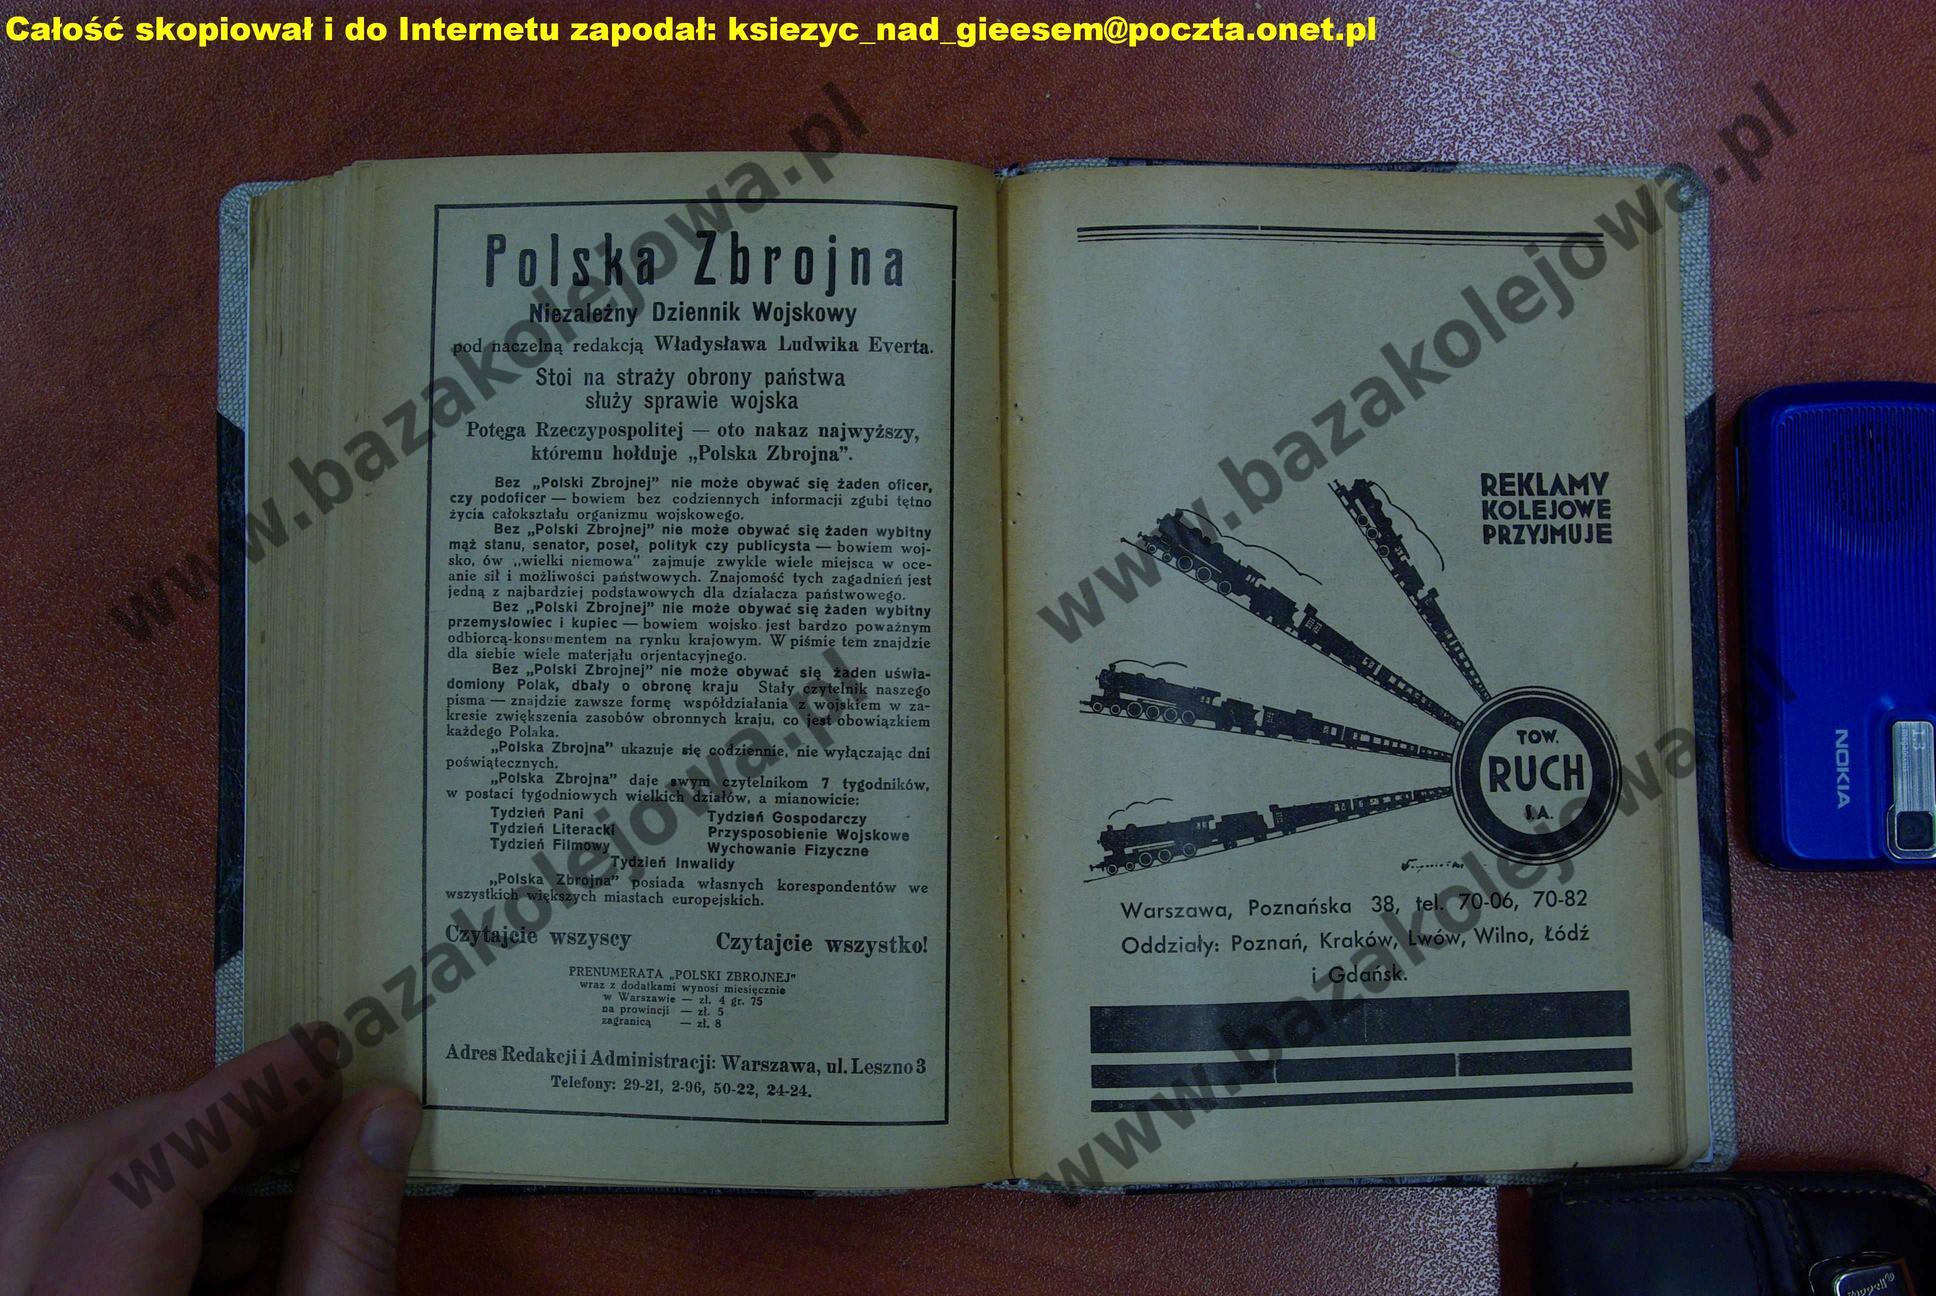 Całość skopiował i do Internetu zapodał: ksiezyc_nad_gieesem@poczta.onet.pl
Polska Zbrojna
Niezależny Dziennik Wojskowy
pod naczelną redakcją Władysława Ludwika Everta.
Stoi na straży obrony państwa
służy sprawie wojska
Potęga Rzeczypospolitej — oto nakaz najwyższy,
któremu hołduje „Polska Zbrojna”.
Bez „Polski Zbrojnej” nie może obywać się żaden oficer,
czy podoficer — bowiem bez codziennych informacji zgubi tętno
życia całokształtu organizmu wojskowego.
Bez „Polski Zbrojnej” nie może obywać się żaden wybitny
mąż stanu, senator, poseł, polityk czy publicysta — bowiem woj-
sko, ów „wielki niemowa” zajmuje zwykle wiele miejsca w oce-
anie sił i możliwości państwowych. Znajomość tych zagadnień jest
jedną z najbardziej podstawowych dla działacza państwowego.
Bez „Polski Zbrojnej” nie może obywać się żaden wybitny
przemysłowiec i kupiec — bowiem wojsko jest bardzo poważnym
odbiorcą-konsumentem na rynku krajowym. W piśmie tem znajdzie
dla siebie wiele materjału orjentacyjnego.
Bez „Polski Zbrojnej” nie może obywać się żaden uświa-
domiony Polak, dbały o obronę kraju Stały czytelnik naszego
pisma — znajdzie zawsze formę współdziałania z wojskiem w za-
kresie zwiększenia zasobów obronnych kraju, co jest obowiązkiem
każdego Polaka.
„Polska Zbrojna” ukazuje się codziennie, nie wyłączając dni
poświątecznych.
„Polska Zbrojna” daje swym czytelnikom 7 tygodników,
w postaci tygodniowych wielkich działów, a mianowicie:
Tydzień Pani Tydzień Gospodarczy
Tydzień Literacki Przysposobienie Wojskowe
Tydzień Filmowy Wychowanie Fizyczne
Tydzień Inwalidy
„Polska Zbrojna” posiada własnych korespondentów we
wszystkich większych miastach europejskich.
Czytajcie wszyscy Czytajcie wszystko!
PRENUMERATA „POLSKI ZBROJNEJ”
wraz z dodatkami wynosi miesięcznie
w Warszawie — zł. 4 gr. 75
na prowincji — zł. 5
zagranicą — zł. 8
Adres Redakcji i Administracji: Warszawa, ul. Leszno 3
Telefony: 29-21, 2-96, 50-22, 24-24.
REKLAMY
KOLEJOWE
PRZYJMUJE
TOW.
RUCH
S.A.
Warszawa, Poznańska 38, tel. 70-06, 70-82
Oddziały: Poznań, Kraków, Lwów, Wilno, Łódź
i Gdańsk.
NOKIA
www.bazakolejowa.pl
www.bazakolejowa.pl
www.bazakolejowa.pl
www.bazakolejowa.pl